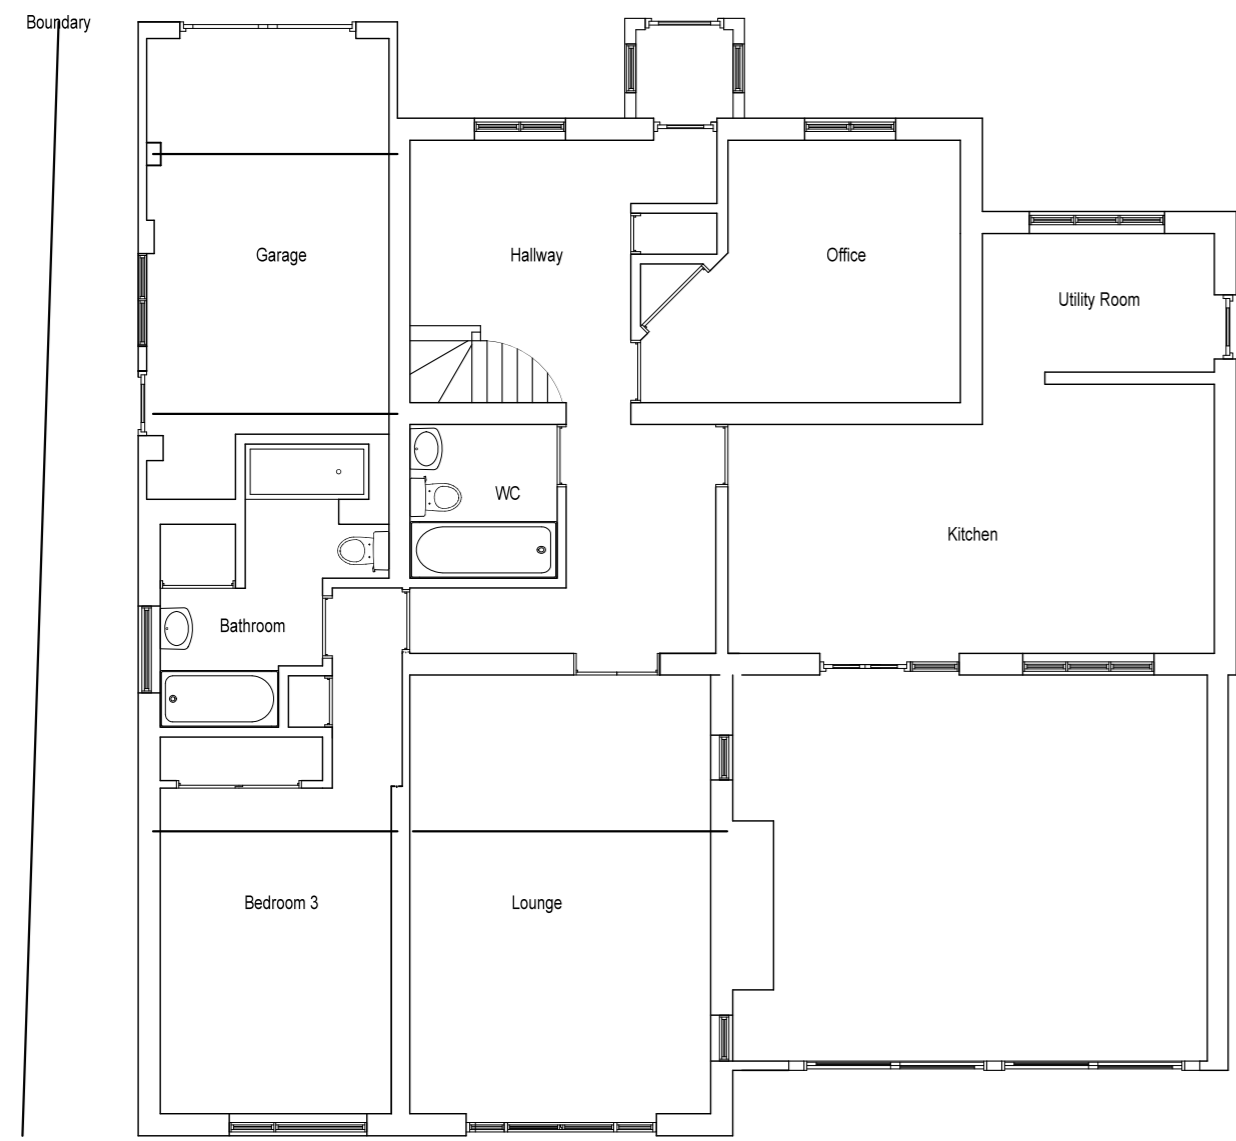 Boundary
Garage
Hallway
Office
Utility Room
WC
Kitchen
Bathroom
Bedroom 3
Lounge